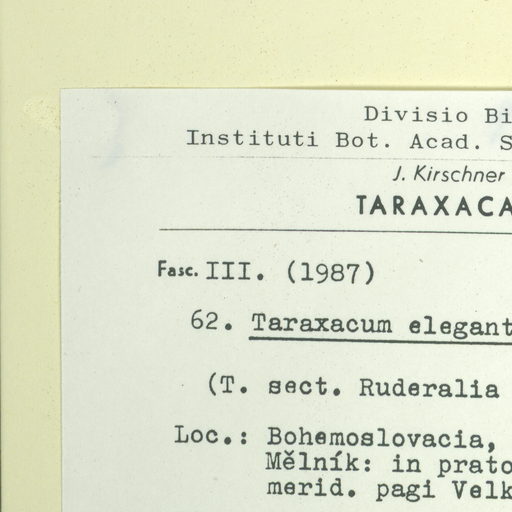 Divisio Bi
Instituti Bot. Acad. S
J. Kirschner
TARAXACA
Fasc. III. (1987)
62. Taraxacum elegant
(T. sect. Ruderalia
Loc.: Bohemoslovacia,
Mělník: in prato
merid. pagi Velk